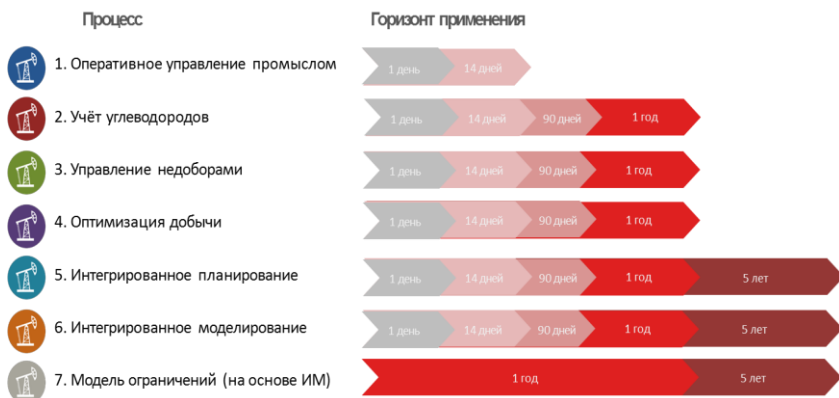 Процесс Горизонт применения
1. Оперативное управление промыслом 1 день 14 дней
2. Учёт углеводородов 1 день 14 дней 90 дней 1 год
3. Управление недоборами 1 день 14 дней 90 дней 1 год
4. Оптимизация добычи 1 день 14 дней 90 дней 1 год
5. Интегрированное планирование 1 день 14 дней 90 дней 1 год 5 лет
6. Интегрированное моделирование 1 день 14 дней 90 дней 1 год 5 лет
7. Модель ограничений (на основе ИМ) 1 год 5 лет